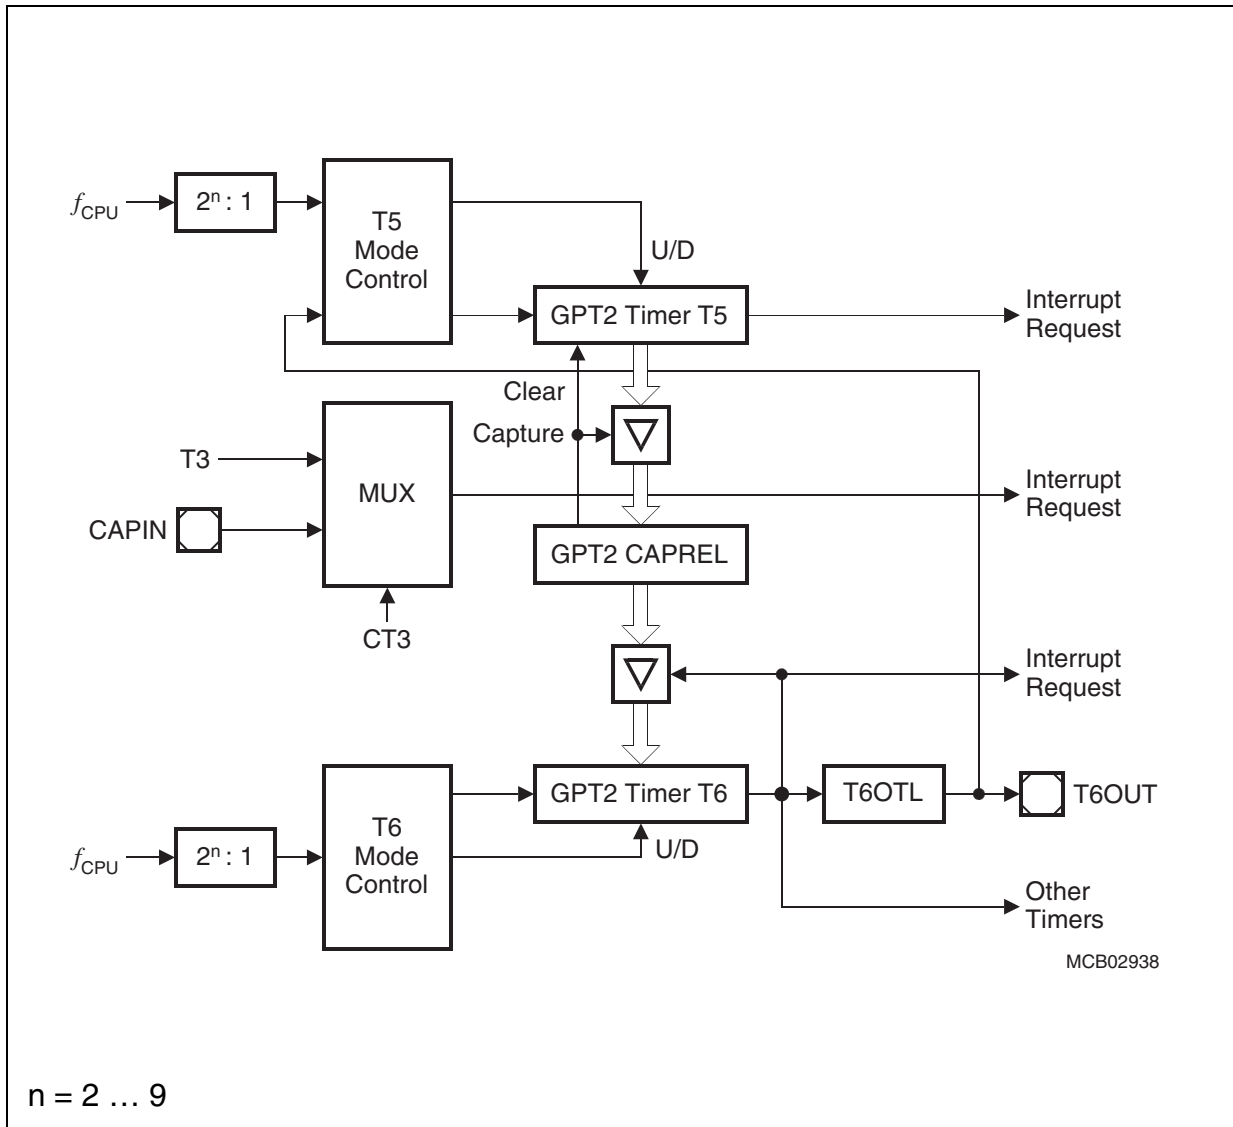 fCPU
2ⁿ : 1
T5
Mode
Control
U/D
GPT2 Timer T5
Interrupt
Request
Clear
Capture
T3
MUX
CAPIN
Interrupt
Request
GPT2 CAPREL
CT3
Interrupt
Request
GPT2 Timer T6
T6OTL
T6OUT
T6
Mode
Control
fCPU
2ⁿ : 1
U/D
Other
Timers
MCB02938
n = 2 … 9